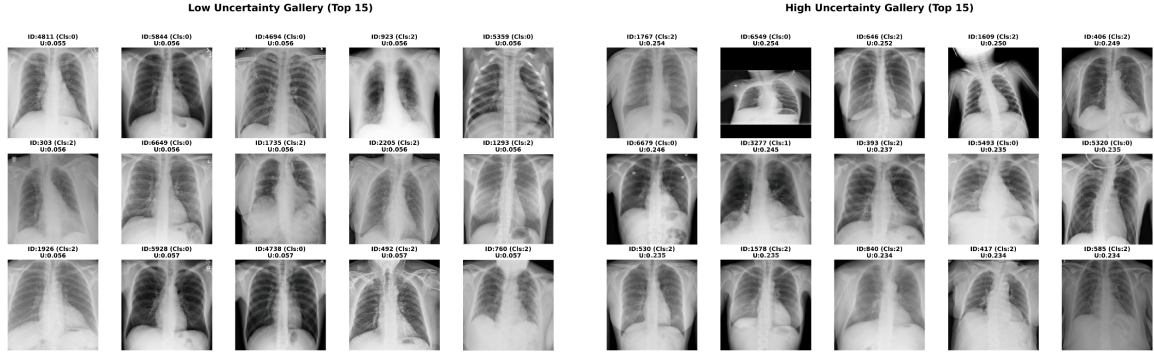 Low Uncertainty Gallery (Top 15)
ID:4811 (Cls:0)
U:0.055
ID:5844 (Cls:0)
U:0.056
ID:4694 (Cls:0)
U:0.056
ID:923 (Cls:2)
U:0.056
ID:5359 (Cls:0)
U:0.056
ID:303 (Cls:2)
U:0.056
ID:6649 (Cls:0)
U:0.056
ID:1735 (Cls:2)
U:0.056
ID:2205 (Cls:2)
U:0.056
ID:1293 (Cls:2)
U:0.056
ID:1926 (Cls:2)
U:0.056
ID:5928 (Cls:0)
U:0.057
ID:4738 (Cls:0)
U:0.057
ID:492 (Cls:2)
U:0.057
ID:760 (Cls:2)
U:0.057
High Uncertainty Gallery (Top 15)
ID:1767 (Cls:2)
U:0.254
ID:6549 (Cls:0)
U:0.254
ID:646 (Cls:2)
U:0.252
ID:1609 (Cls:2)
U:0.250
ID:406 (Cls:2)
U:0.249
ID:6679 (Cls:0)
U:0.246
ID:3277 (Cls:1)
U:0.245
ID:393 (Cls:2)
U:0.237
ID:5493 (Cls:0)
U:0.235
ID:5320 (Cls:0)
U:0.235
ID:530 (Cls:2)
U:0.235
ID:1578 (Cls:2)
U:0.235
ID:840 (Cls:2)
U:0.234
ID:417 (Cls:2)
U:0.234
ID:585 (Cls:2)
U:0.234